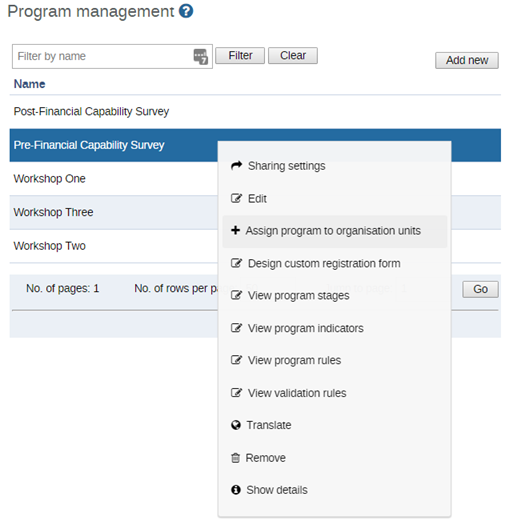 Program management ?
Filter by name
7
Filter
Clear
Add new
Name
Post-Financial Capability Survey
Pre-Financial Capability Survey
Workshop One
Workshop Three
Workshop Two
No. of pages: 1
No. of rows per
Go
Sharing settings
Edit
Assign program to organisation units
Design custom registration form
View program stages
View program indicators
View program rules
View validation rules
Translate
Remove
Show details